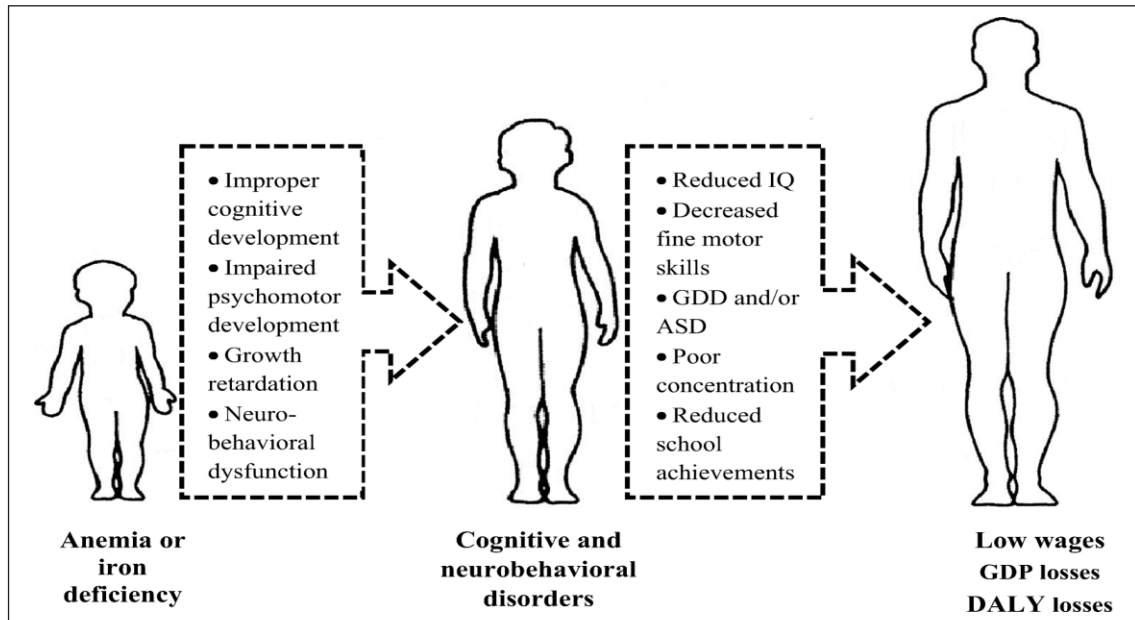 • Improper
cognitive
development
• Impaired
psychomotor
development
• Growth
retardation
• Neuro-
behavioral
dysfunction
• Reduced IQ
• Decreased
fine motor
skills
• GDD and/or
ASD
• Poor
concentration
• Reduced
school
achievements
Anemia or
iron
deficiency
Cognitive and
neurobehavioral
disorders
Low wages
GDP losses
DALY losses